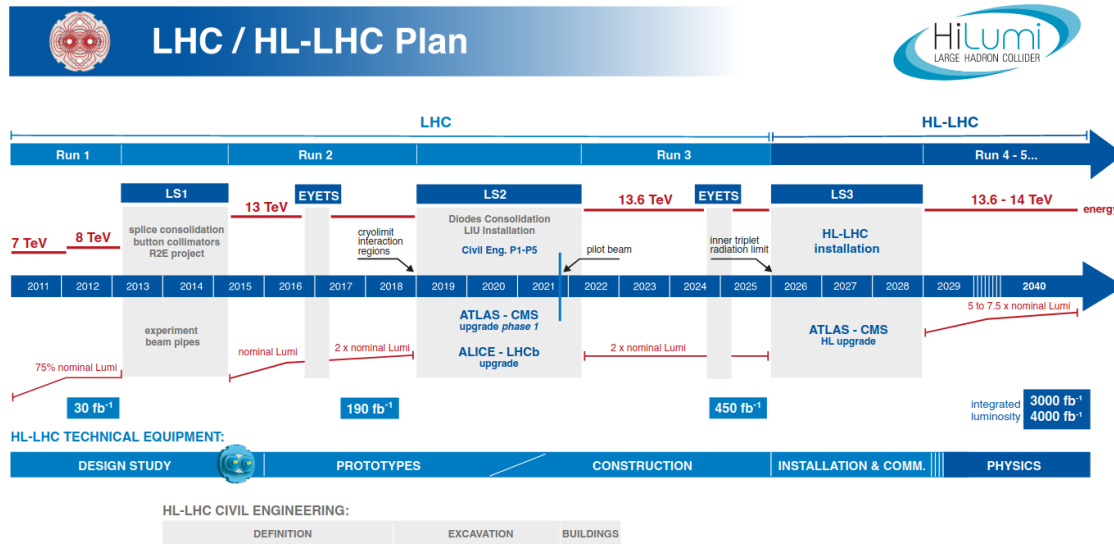 LHC / HL-LHC Plan
HiLumi
LARGE HADRON COLLIDER
LHC
HL-LHC
Run 1
Run 2
Run 3
Run 4 - 5...
LS1
EYETS
LS2
EYETS
LS3
7 TeV
8 TeV
13 TeV
13.6 TeV
13.6 - 14 TeV
energy
splice consolidation
button collimators
R2E project
cryolimit
interaction
regions
Diodes Consolidation
LIU Installation
Civil Eng. P1-P5
pilot beam
inner triplet
radiation limit
HL-LHC
installation
2011 2012 2013 2014 2015 2016 2017 2018 2019 2020 2021 2022 2023 2024 2025 2026 2027 2028 2029 2040
experiment
beam pipes
ATLAS - CMS
upgrade phase 1
ALICE - LHCb
upgrade
ATLAS - CMS
HL upgrade
75% nominal Lumi
nominal Lumi
2 x nominal Lumi
2 x nominal Lumi
5 to 7.5 x nominal Lumi
30 fb⁻¹
190 fb⁻¹
450 fb⁻¹
integrated
luminosity
3000 fb⁻¹
4000 fb⁻¹
HL-LHC TECHNICAL EQUIPMENT:
DESIGN STUDY
PROTOTYPES
CONSTRUCTION
INSTALLATION & COMM.
PHYSICS
HL-LHC CIVIL ENGINEERING:
DEFINITION
EXCAVATION
BUILDINGS